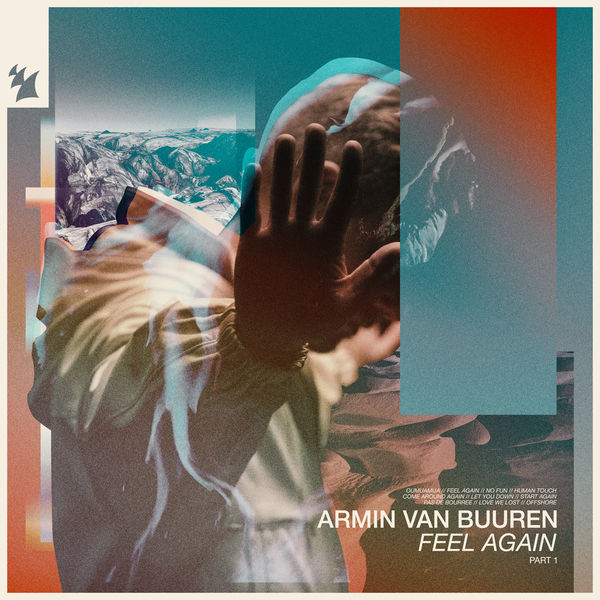 OUMUAMUA // FEEL AGAIN // NO FUN // HUMAN TOUCH
COME AROUND AGAIN // LET YOU DOWN // START AGAIN
PAS DE BOURREE // LOVE WE LOST // OFFSHORE
ARMIN VAN BUUREN
FEEL AGAIN
PART 1